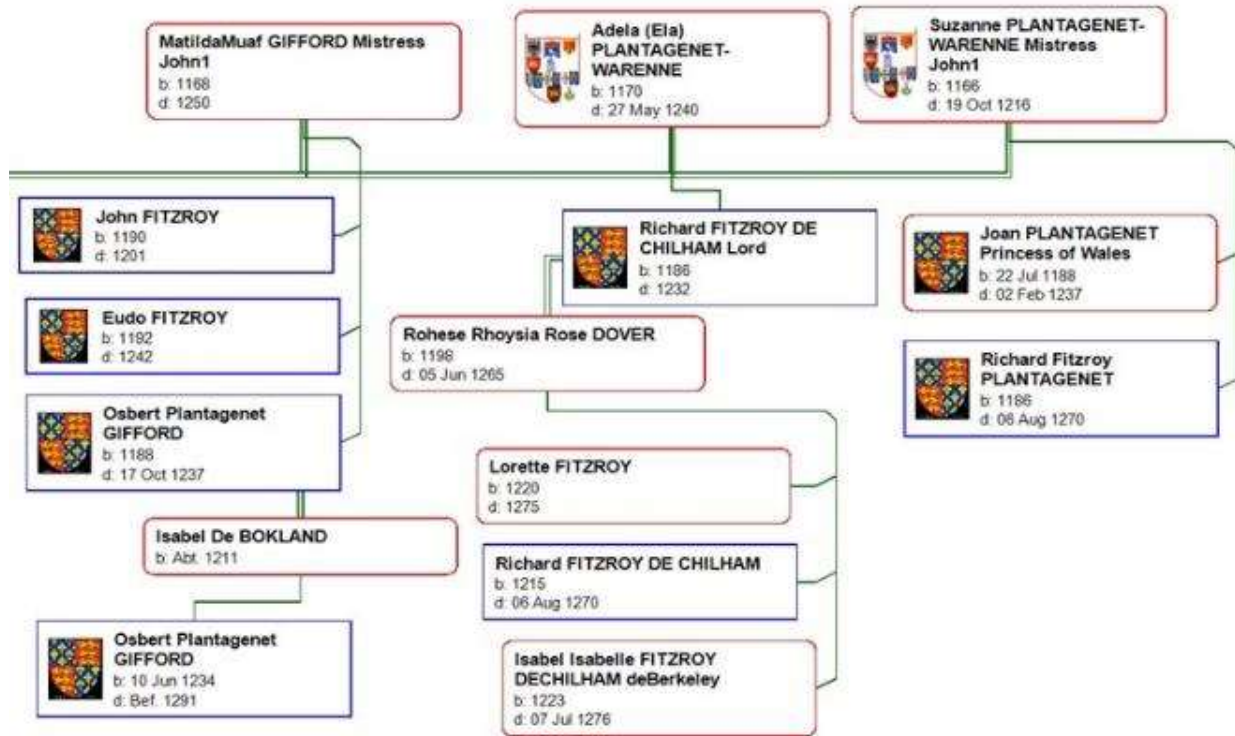 MatildaMuaf GIFFORD Mistress
John1
b: 1168
d: 1250
Adela (Ela)
PLANTAGENET-
WARENNE
b: 1170
d: 27 May 1240
Suzanne PLANTAGENET-
WARENNE Mistress
John1
b: 1166
d: 19 Oct 1216
John FITZROY
b: 1190
d: 1201
Richard FITZROY DE
CHILHAM Lord
b: 1186
d: 1232
Joan PLANTAGENET
Princess of Wales
b: 22 Jul 1188
d: 02 Feb 1237
Eudo FITZROY
b: 1192
d: 1242
Rohese Rhoysia Rose DOVER
b: 1198
d: 05 Jun 1265
Richard Fitzroy
PLANTAGENET
b: 1186
d: 06 Aug 1270
Osbert Plantagenet
GIFFORD
b: 1188
d: 17 Oct 1237
Lorette FITZROY
b: 1220
d: 1275
Isabel De BOKLAND
b: Abt. 1211
Richard FITZROY DE CHILHAM
b: 1215
d: 06 Aug 1270
Osbert Plantagenet
GIFFORD
b: 10 Jun 1234
d: Bef. 1291
Isabel Isabelle FITZROY
DECHILHAM deBerkeley
b: 1223
d: 07 Jul 1276